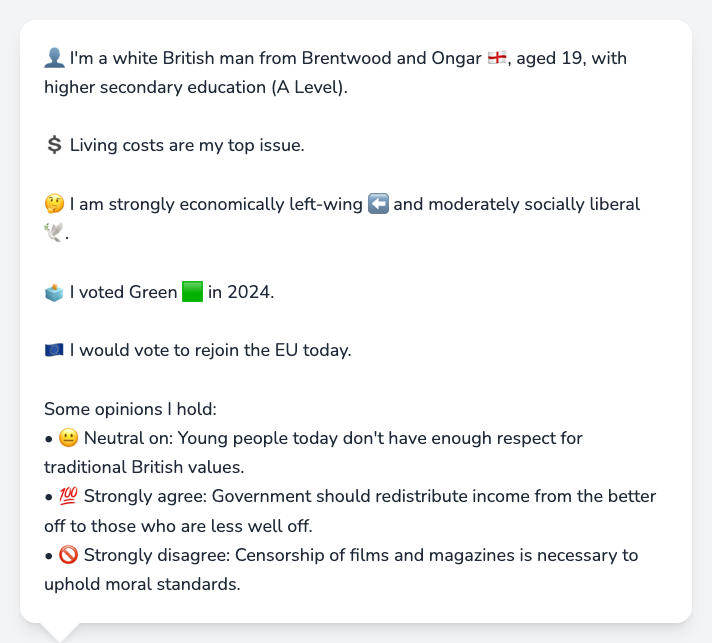 👤 I'm a white British man from Brentwood and Ongar 🏴󠁧󠁢󠁥󠁮󠁧󠁿, aged 19, with
higher secondary education (A Level).
💲 Living costs are my top issue.
🤔 I am strongly economically left-wing ⬅️ and moderately socially liberal
🕊️.
🗳️ I voted Green 🟩 in 2024.
🇪🇺 I would vote to rejoin the EU today.
Some opinions I hold:
• 😐 Neutral on: Young people today don't have enough respect for
traditional British values.
• 💯 Strongly agree: Government should redistribute income from the better
off to those who are less well off.
• 🚫 Strongly disagree: Censorship of films and magazines is necessary to
uphold moral standards.